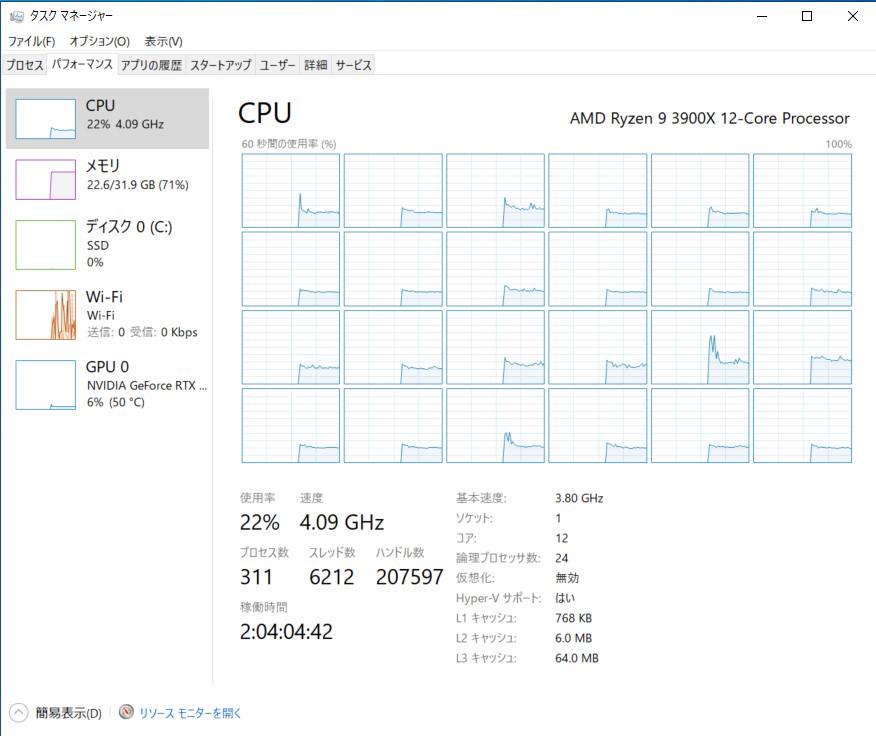 タスク マネージャー
ファイル(F) オプション(O) 表示(V)
プロセス パフォーマンス アプリの履歴 スタートアップ ユーザー 詳細 サービス
CPU
22% 4.09 GHz
メモリ
22.6/31.9 GB (71%)
ディスク 0 (C:)
SSD
0%
Wi-Fi
Wi-Fi
送信: 0 受信: 0 Kbps
GPU 0
NVIDIA GeForce RTX ...
6% (50 °C)
CPU AMD Ryzen 9 3900X 12-Core Processor
60 秒間の使用率 (%) 100%
使用率 速度
22% 4.09 GHz
プロセス数 スレッド数 ハンドル数
311 6212 207597
稼働時間
2:04:04:42
基本速度: 3.80 GHz
ソケット: 1
コア: 12
論理プロセッサ数: 24
仮想化: 無効
Hyper-V サポート: はい
L1 キャッシュ: 768 KB
L2 キャッシュ: 6.0 MB
L3 キャッシュ: 64.0 MB
簡易表示(D) リソース モニターを開く